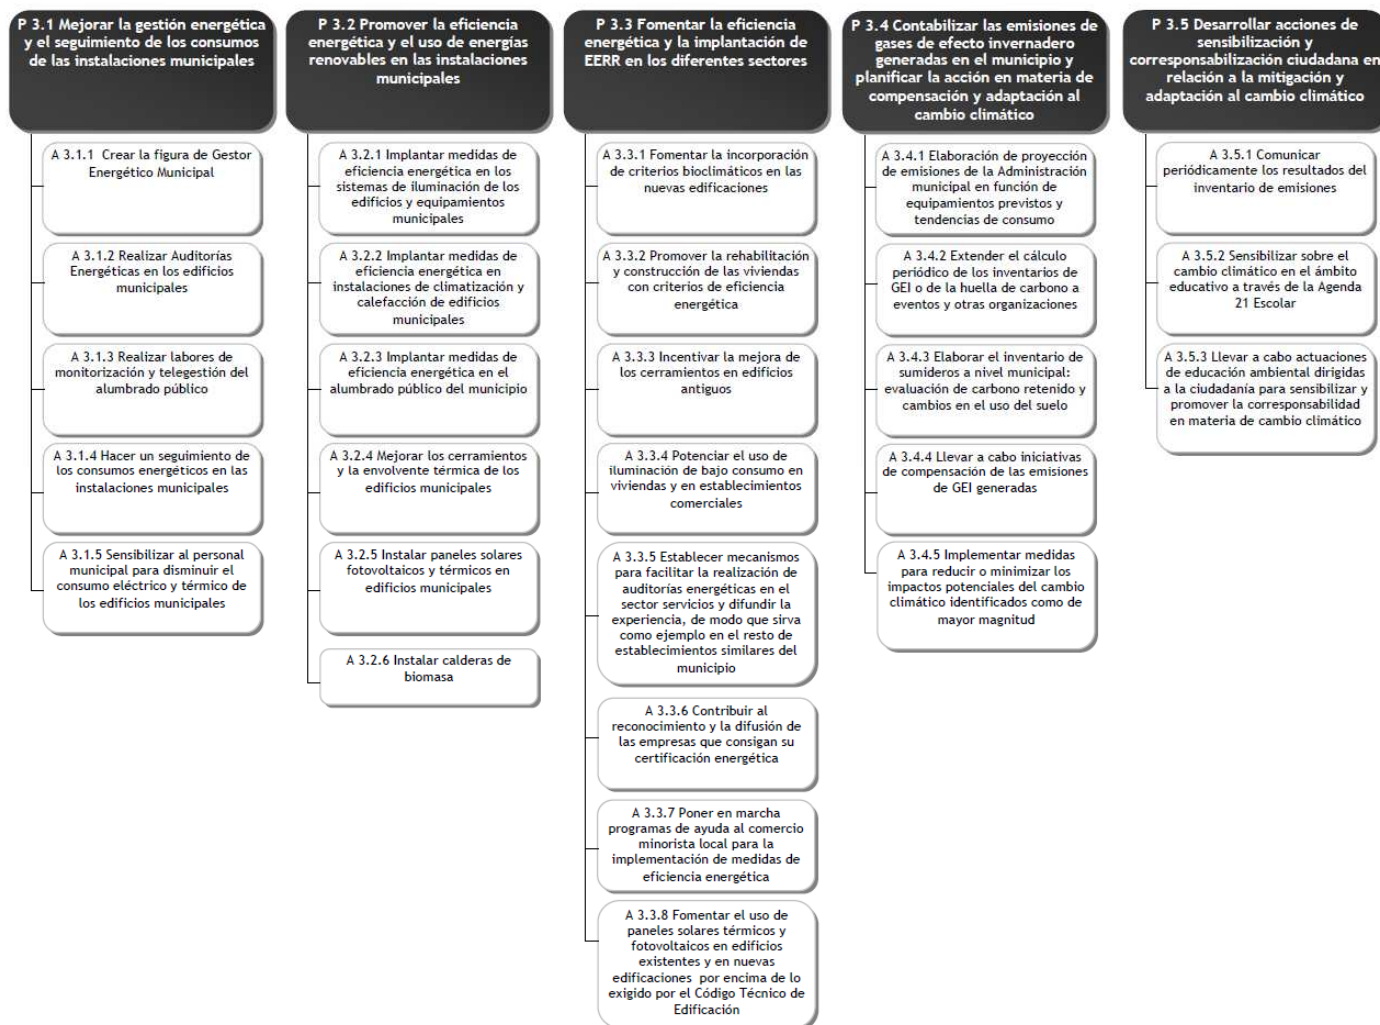 P 3.1 Mejorar la gestión energética
y el seguimiento de los consumos
de las instalaciones municipales
A 3.1.1 Crear la figura de Gestor
Energético Municipal
A 3.1.2 Realizar Auditorías
Energéticas en los edificios
municipales
A 3.1.3 Realizar labores de
monitorización y telegestión del
alumbrado público
A 3.1.4 Hacer un seguimiento de
los consumos energéticos en las
instalaciones municipales
A 3.1.5 Sensibilizar al personal
municipal para disminuir el
consumo eléctrico y térmico de
los edificios municipales
P 3.2 Promover la eficiencia
energética y el uso de energías
renovables en las instalaciones
municipales
A 3.2.1 Implantar medidas de
eficiencia energética en los
sistemas de iluminación de los
edificios y equipamientos
municipales
A 3.2.2 Implantar medidas de
eficiencia energética en
instalaciones de climatización y
calefacción de edificios
municipales
A 3.2.3 Implantar medidas de
eficiencia energética en el
alumbrado público del municipio
A 3.2.4 Mejorar los cerramientos
y la envolvente térmica de los
edificios municipales
A 3.2.5 Instalar paneles solares
fotovoltaicos y térmicos en
edificios municipales
A 3.2.6 Instalar calderas de
biomasa
P 3.3 Fomentar la eficiencia
energética y la implantación de
EERR en los diferentes sectores
A 3.3.1 Fomentar la incorporación
de criterios bioclimáticos en las
nuevas edificaciones
A 3.3.2 Promover la rehabilitación
y construcción de las viviendas
con criterios de eficiencia
energética
A 3.3.3 Incentivar la mejora de
los cerramientos en edificios
antiguos
A 3.3.4 Potenciar el uso de
iluminación de bajo consumo en
viviendas y en establecimientos
comerciales
A 3.3.5 Establecer mecanismos
para facilitar la realización de
auditorías energéticas en el
sector servicios y difundir la
experiencia, de modo que sirva
como ejemplo en el resto de
establecimientos similares del
municipio
A 3.3.6 Contribuir al
reconocimiento y la difusión de
las empresas que consigan su
certificación energética
A 3.3.7 Poner en marcha
programas de ayuda al comercio
minorista local para la
implementación de medidas de
eficiencia energética
A 3.3.8 Fomentar el uso de
paneles solares térmicos y
fotovoltaicos en edificios
existentes y en nuevas
edificaciones por encima de lo
exigido por el Código Técnico de
Edificación
P 3.4 Contabilizar las emisiones de
gases de efecto invernadero
generadas en el municipio y
planificar la acción en materia de
compensación y adaptación al
cambio climático
A 3.4.1 Elaboración de proyección
de emisiones de la Administración
municipal en función de
equipamientos previstos y
tendencias de consumo
A 3.4.2 Extender el cálculo
periódico de los inventarios de
GEI o de la huella de carbono a
eventos y otras organizaciones
A 3.4.3 Elaborar el inventario de
sumideros a nivel municipal:
evaluación de carbono retenido y
cambios en el uso del suelo
A 3.4.4 Llevar a cabo iniciativas
de compensación de las emisiones
de GEI generadas
A 3.4.5 Implementar medidas
para reducir o minimizar los
impactos potenciales del cambio
climático identificados como de
mayor magnitud
P 3.5 Desarrollar acciones de
sensibilización y
corresponsabilización ciudadana en
relación a la mitigación y
adaptación al cambio climático
A 3.5.1 Comunicar
periódicamente los resultados del
inventario de emisiones
A 3.5.2 Sensibilizar sobre el
cambio climático en el ámbito
educativo a través de la Agenda
21 Escolar
A 3.5.3 Llevar a cabo actuaciones
de educación ambiental dirigidas
a la ciudadanía para sensibilizar y
promover la corresponsabilidad
en materia de cambio climático